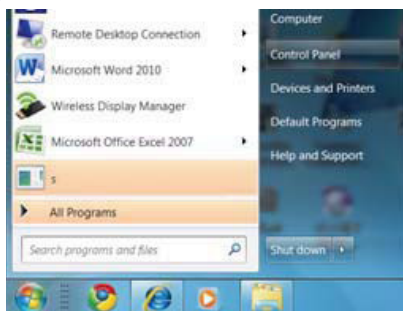 Remote Desktop Connection
Microsoft Word 2010
Wireless Display Manager
Microsoft Office Excel 2007
s
All Programs
Search programs and files
Computer
Control Panel
Devices and Printers
Default Programs
Help and Support
Shut down